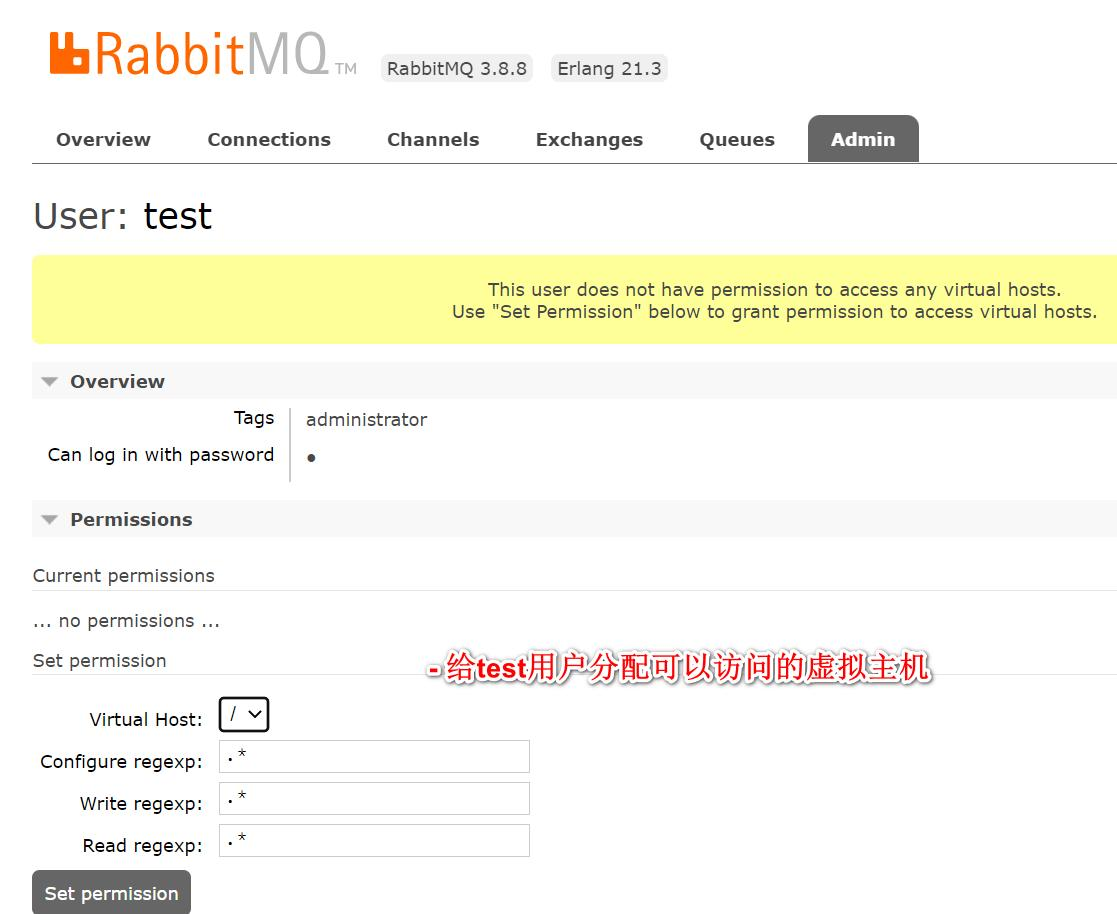 RabbitMQ TM RabbitMQ 3.8.8 Erlang 21.3
Overview Connections Channels Exchanges Queues Admin
User: test
This user does not have permission to access any virtual hosts.
Use "Set Permission" below to grant permission to access virtual hosts.
Overview
Tags administrator
Can log in with password ●
Permissions
Current permissions
... no permissions ...
Set permission
- 给test用户分配可以访问的虚拟主机
Virtual Host: /
Configure regexp: .*
Write regexp: .*
Read regexp: .*
Set permission